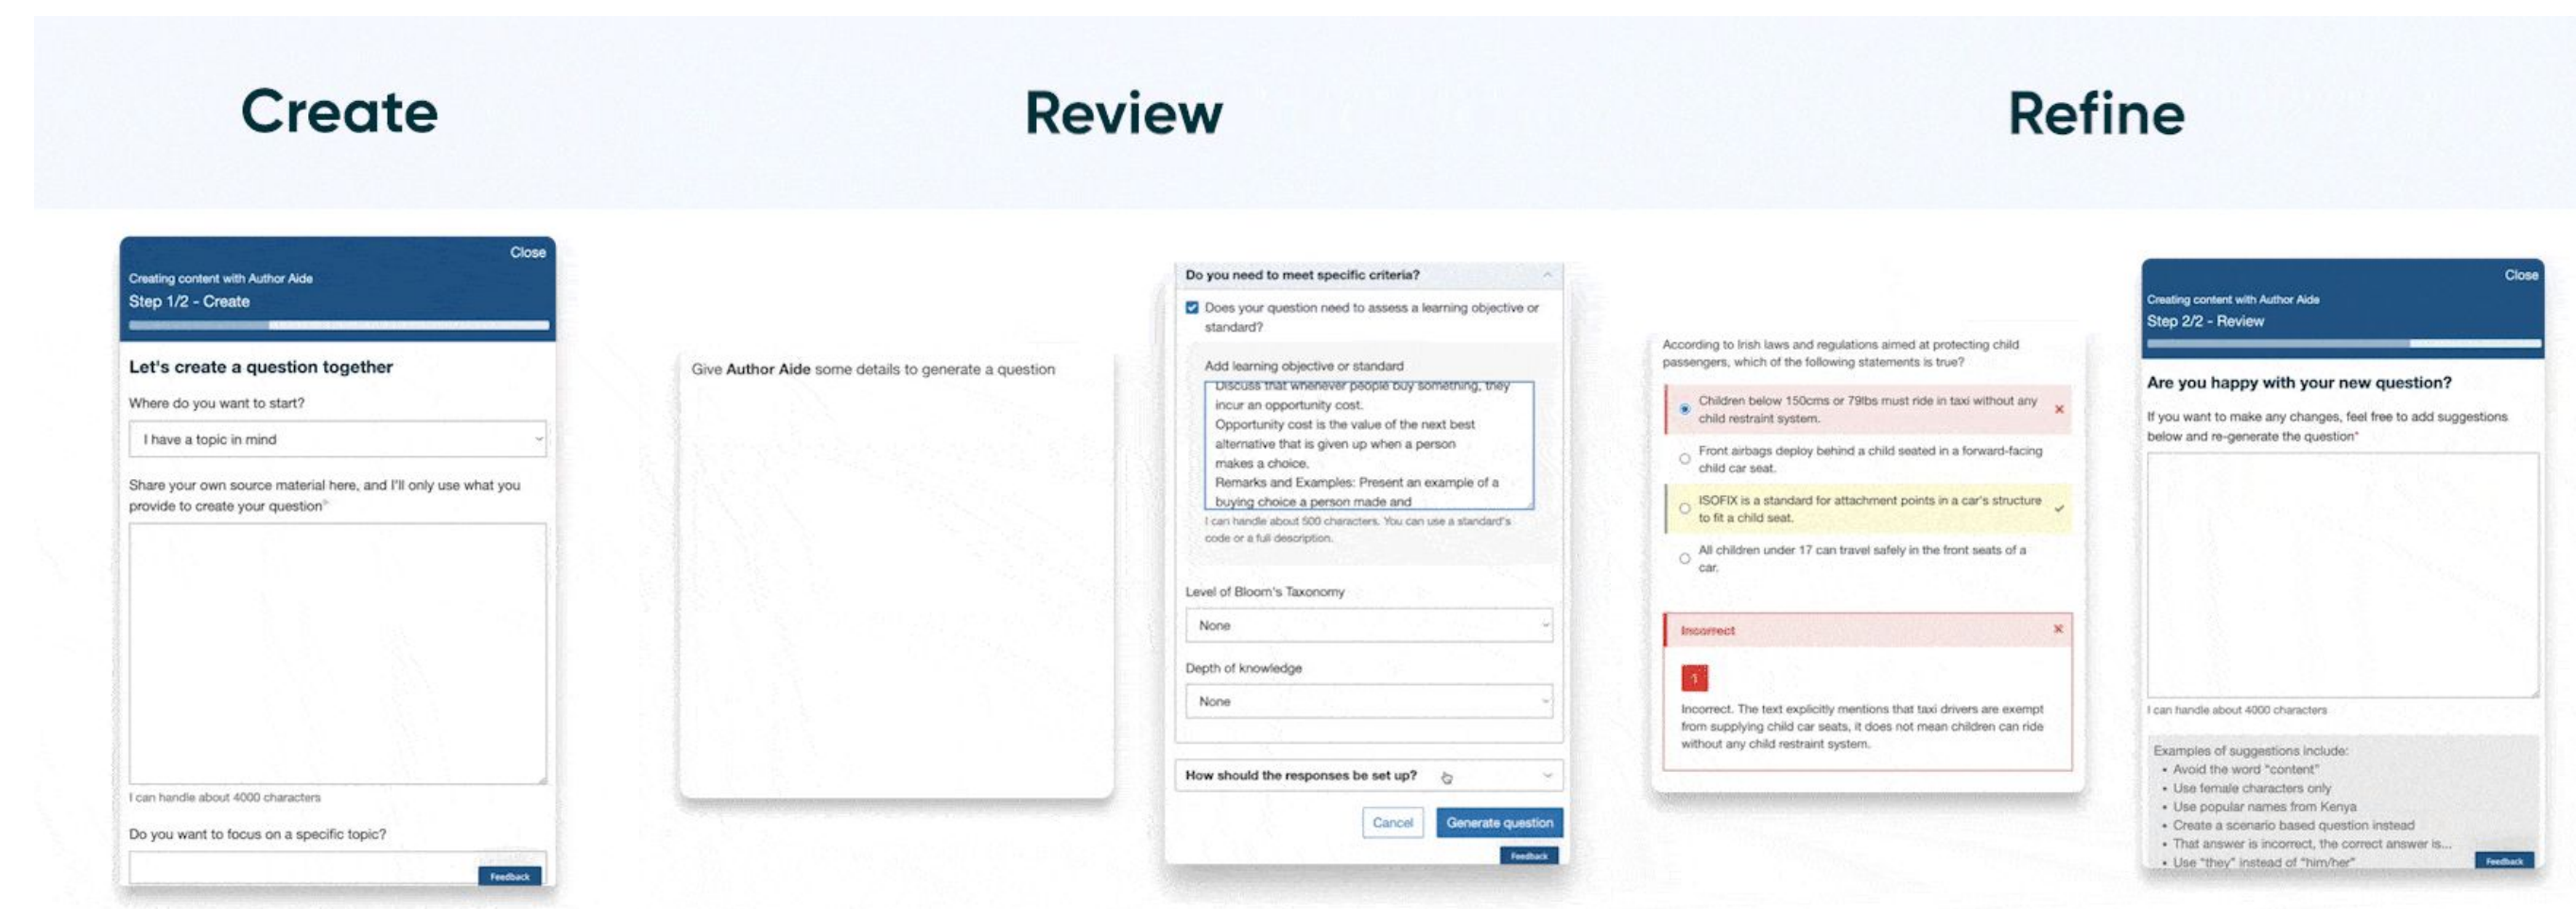 Create
Review
Refine
Close
Creating content with Author Aide
Step 1/2 - Create
Let's create a question together
Where do you want to start?
I have a topic in mind
Share your own source material here, and I'll only use what you
provide to create your question*
I can handle about 4000 characters
Do you want to focus on a specific topic?
Feedback
Give Author Aide some details to generate a question
Do you need to meet specific criteria?
Does your question need to assess a learning objective or
standard?
Add learning objective or standard
Discuss that whenever people buy something, they
incur an opportunity cost.
Opportunity cost is the value of the next best
alternative that is given up when a person
makes a choice.
Remarks and Examples: Present an example of a
buying choice a person made and
I can handle about 500 characters. You can use a standard's
code or a full description.
Level of Bloom's Taxonomy
None
Depth of knowledge
None
How should the responses be set up?
Cancel
Generate question
Feedback
According to Irish laws and regulations aimed at protecting child
passengers, which of the following statements is true?
Children below 150cms or 79lbs must ride in taxi without any
child restraint system.
Front airbags deploy behind a child seated in a forward-facing
child car seat.
ISOFIX is a standard for attachment points in a car's structure
to fit a child seat.
All children under 17 can travel safely in the front seats of a
car.
Incorrect
1
Incorrect. The text explicitly mentions that taxi drivers are exempt
from supplying child car seats, it does not mean children can ride
without any child restraint system.
Close
Creating content with Author Aide
Step 2/2 - Review
Are you happy with your new question?
If you want to make any changes, feel free to add suggestions
below and re-generate the question*
I can handle about 4000 characters
Examples of suggestions include:
• Avoid the word "content"
• Use female characters only
• Use popular names from Kenya
• Create a scenario based question instead
• That answer is incorrect, the correct answer is...
• Use "they" instead of "him/her"
Feedback